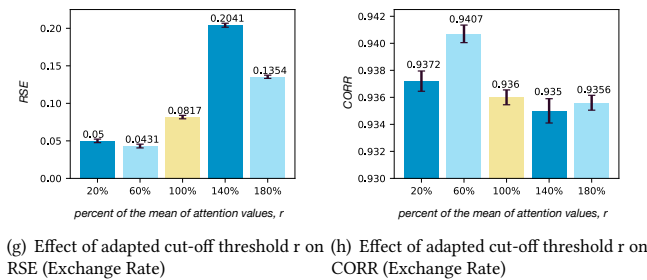 0.20
0.15
0.10
0.05
0.00
RSE
0.05
0.0431
0.0817
0.2041
0.1354
20% 60% 100% 140% 180%
percent of the mean of attention values, r
0.942
0.940
0.938
0.936
0.934
0.932
0.930
CORR
0.9372
0.9407
0.936
0.935
0.9356
20% 60% 100% 140% 180%
percent of the mean of attention values, r
(g) Effect of adapted cut-off threshold r on
RSE (Exchange Rate)
(h) Effect of adapted cut-off threshold r on
CORR (Exchange Rate)